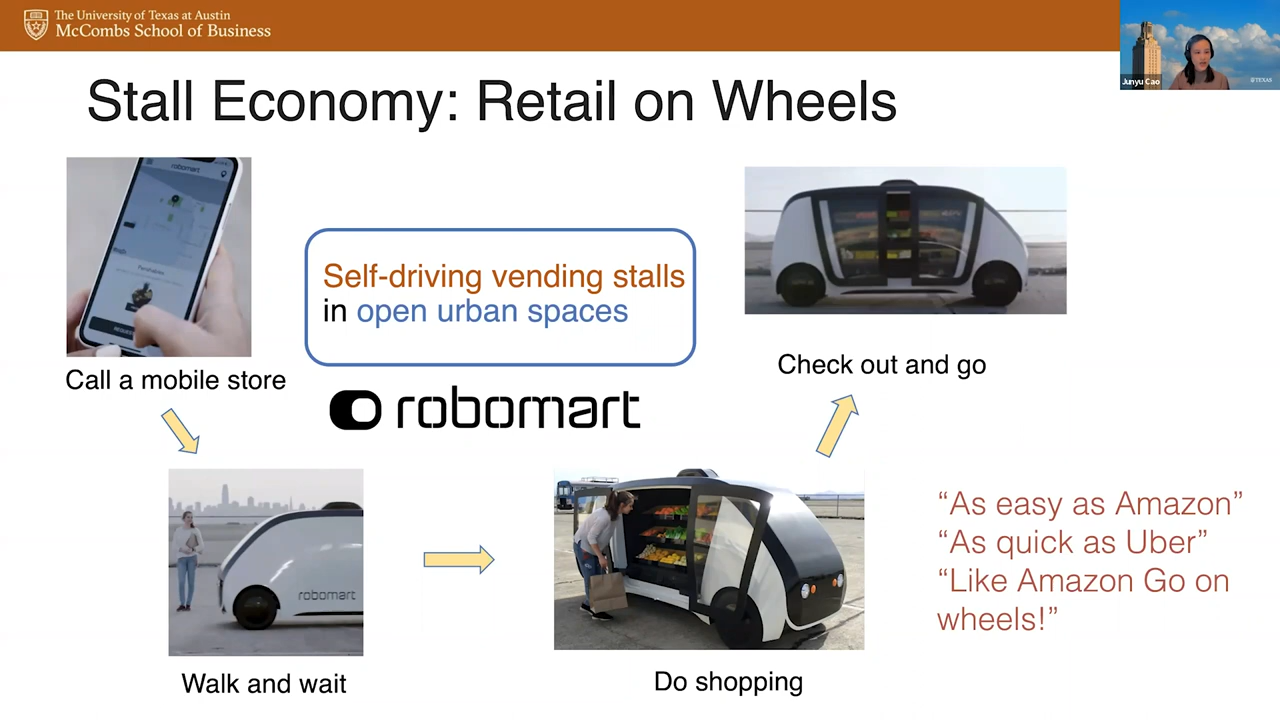 The University of Texas at Austin
McCombs School of Business
Junyu Cao
TEXAS
Stall Economy: Retail on Wheels
robomart
Self-driving vending stalls
in open urban spaces
Call a mobile store
robomart
Check out and go
robomart
Walk and wait
Do shopping
“As easy as Amazon”
“As quick as Uber”
“Like Amazon Go on
wheels!”